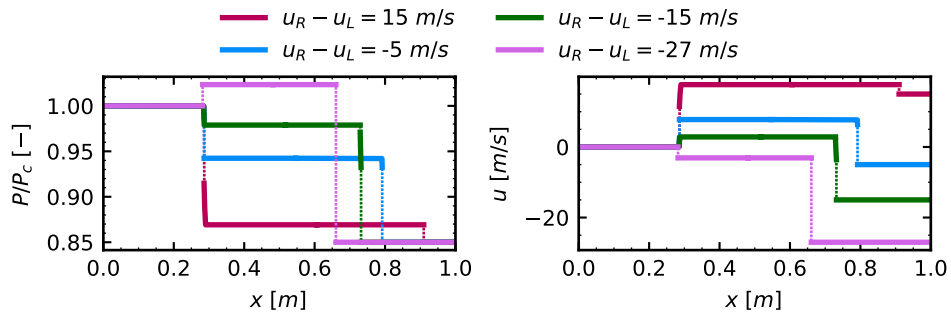 u_R − u_L = 15 m/s
u_R − u_L = -15 m/s
u_R − u_L = -5 m/s
u_R − u_L = -27 m/s
P/P_c [−]
1.00
0.95
0.90
0.85
0.0 0.2 0.4 0.6 0.8 1.0
x [m]
u [m/s]
0
−20
0.0 0.2 0.4 0.6 0.8 1.0
x [m]